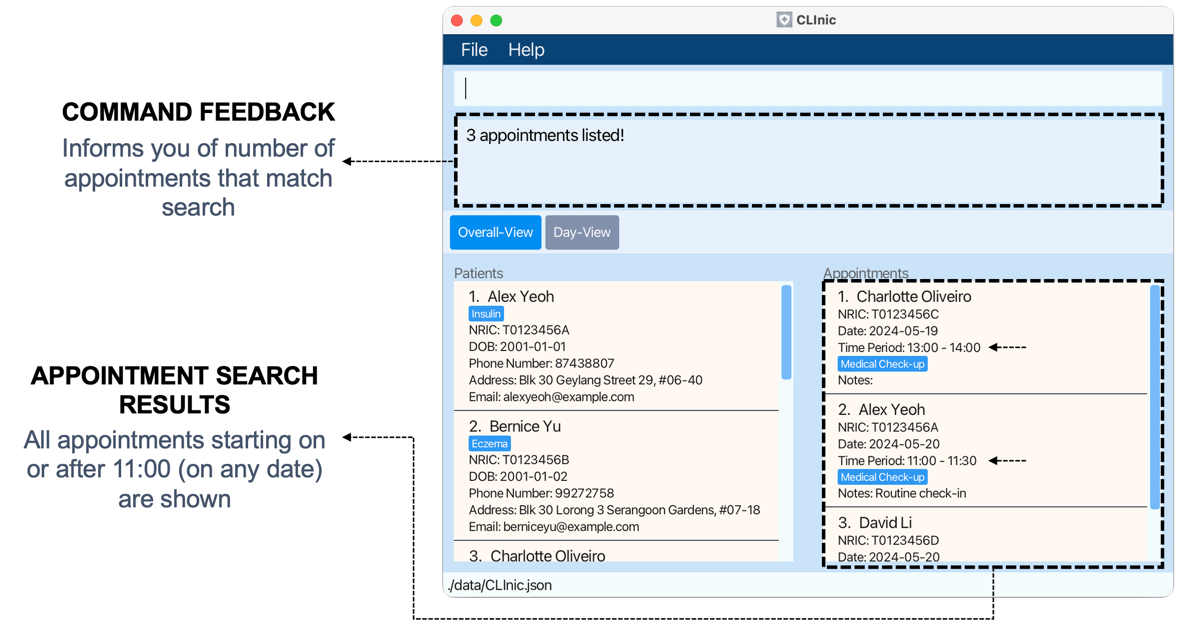 CLInic
File Help
COMMAND FEEDBACK
Informs you of number of
appointments that match
search
3 appointments listed!
Overall-View Day-View
Patients
1. Alex Yeoh
Insulin
NRIC: T0123456A
DOB: 2001-01-01
Phone Number: 87438807
Address: Blk 30 Geylang Street 29, #06-40
Email: alexyeoh@example.com
2. Bernice Yu
Eczema
NRIC: T0123456B
DOB: 2001-01-02
Phone Number: 99272758
Address: Blk 30 Lorong 3 Serangoon Gardens, #07-18
Email: berniceyu@example.com
3. Charlotte Oliveiro
Appointments
1. Charlotte Oliveiro
NRIC: T0123456C
Date: 2024-05-19
Time Period: 13:00 - 14:00
Medical Check-up
Notes:
2. Alex Yeoh
NRIC: T0123456A
Date: 2024-05-20
Time Period: 11:00 - 11:30
Medical Check-up
Notes: Routine check-in
3. David Li
NRIC: T0123456D
Date: 2024-05-20
APPOINTMENT SEARCH
RESULTS
All appointments starting on
or after 11:00 (on any date)
are shown
./data/CLInic.json